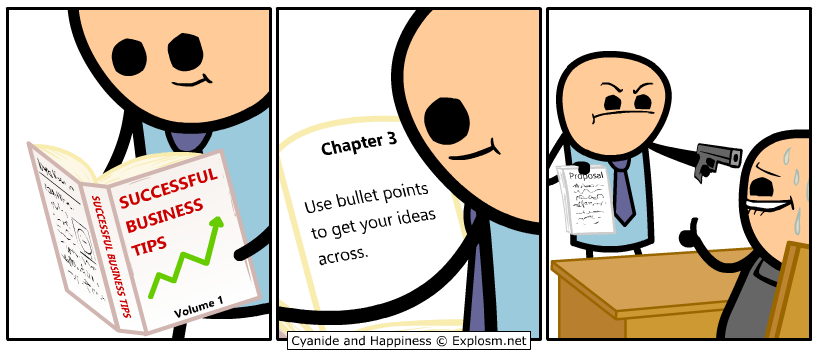 SUCCESSFUL
BUSINESS
TIPS
SUCCESSFUL BUSINESS TIPS
Volume 1
Chapter 3
Use bullet points
to get your ideas
across.
Proposal
Cyanide and Happiness © Explosm.net